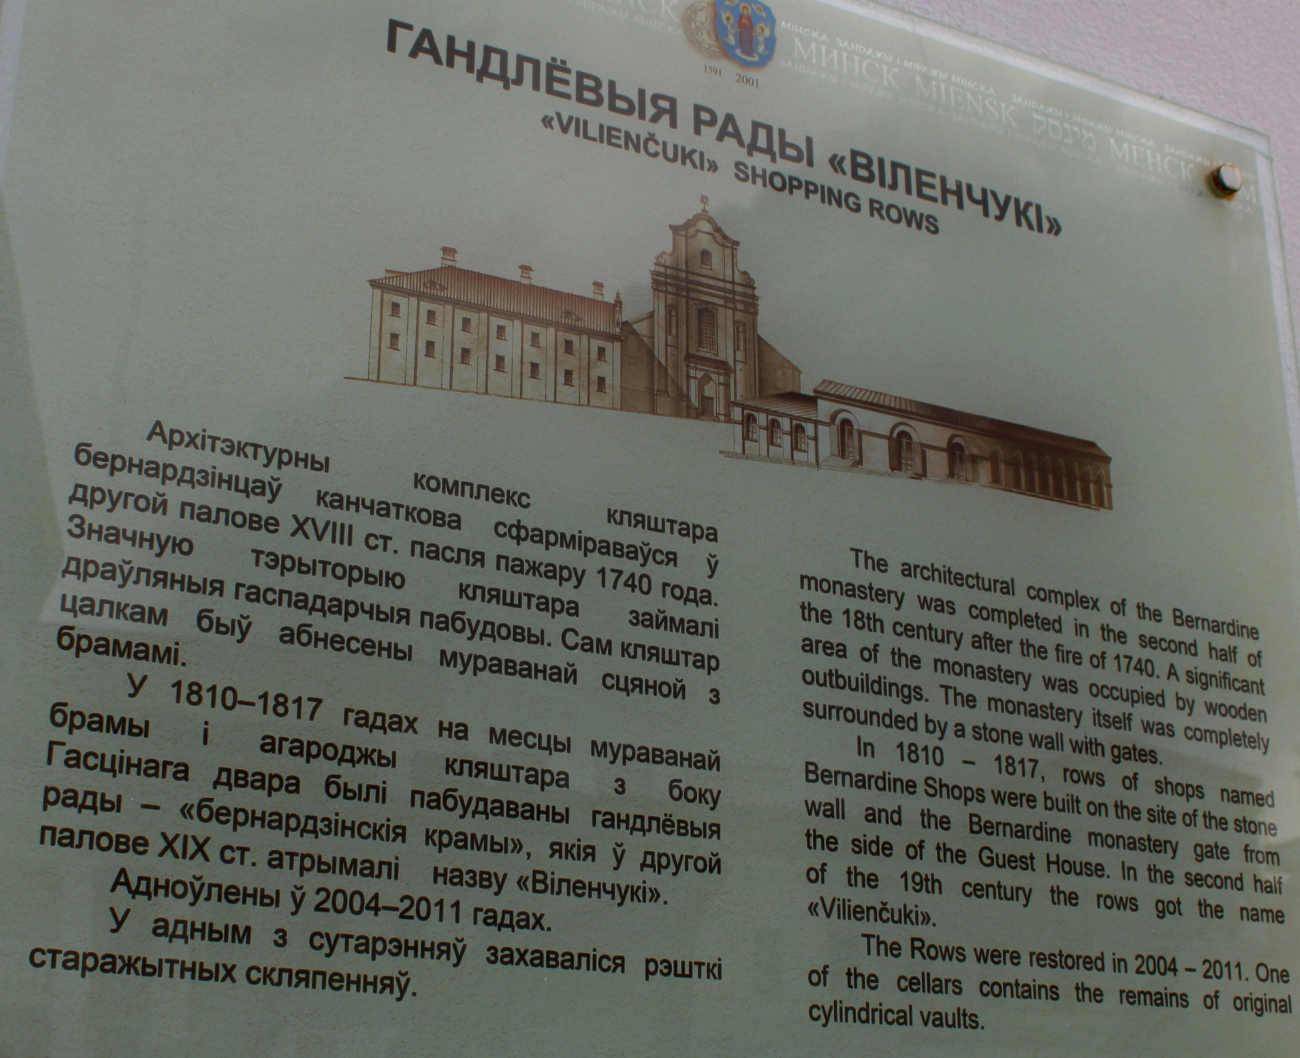 1591 2001
МІНСКА ЗАНДАЖЫ І МІРАЖЫ МІНСКА
МИНСК MIENSK מינסק МЕНСК
ГАНДЛЁВЫЯ РАДЫ «ВІЛЕНЧУКІ»
«VILIENČUKI» SHOPPING ROWS
Архітэктурны комплекс кляштара
бернардзінцаў канчаткова сфарміраваўся ў
другой палове XVIII ст. пасля пажару 1740 года.
Значную тэрыторыю кляштара займалі
драўляныя гаспадарчыя пабудовы. Сам кляштар
цалкам быў абнесены мураванай сцяной з
брамамі.
У 1810–1817 гадах на месцы мураванай
брамы і агароджы кляштара з боку
Гасцінага двара былі пабудаваны гандлёвыя
рады – «бернардзінскія крамы», якія ў другой
палове XIX ст. атрымалі назву «Віленчукі».
Адноўлены ў 2004–2011 гадах.
У адным з сутарэнняў захаваліся рэшткі
старажытных скляпенняў.
The architectural complex of the Bernardine
monastery was completed in the second half of
the 18th century after the fire of 1740. A significant
area of the monastery was occupied by wooden
outbuildings. The monastery itself was completely
surrounded by a stone wall with gates.
In 1810 – 1817, rows of shops named
Bernardine Shops were built on the site of the stone
wall and the Bernardine monastery gate from
the side of the Guest House. In the second half
of the 19th century the rows got the name
«Vilienčuki».
The Rows were restored in 2004 – 2011. One
of the cellars contains the remains of original
cylindrical vaults.